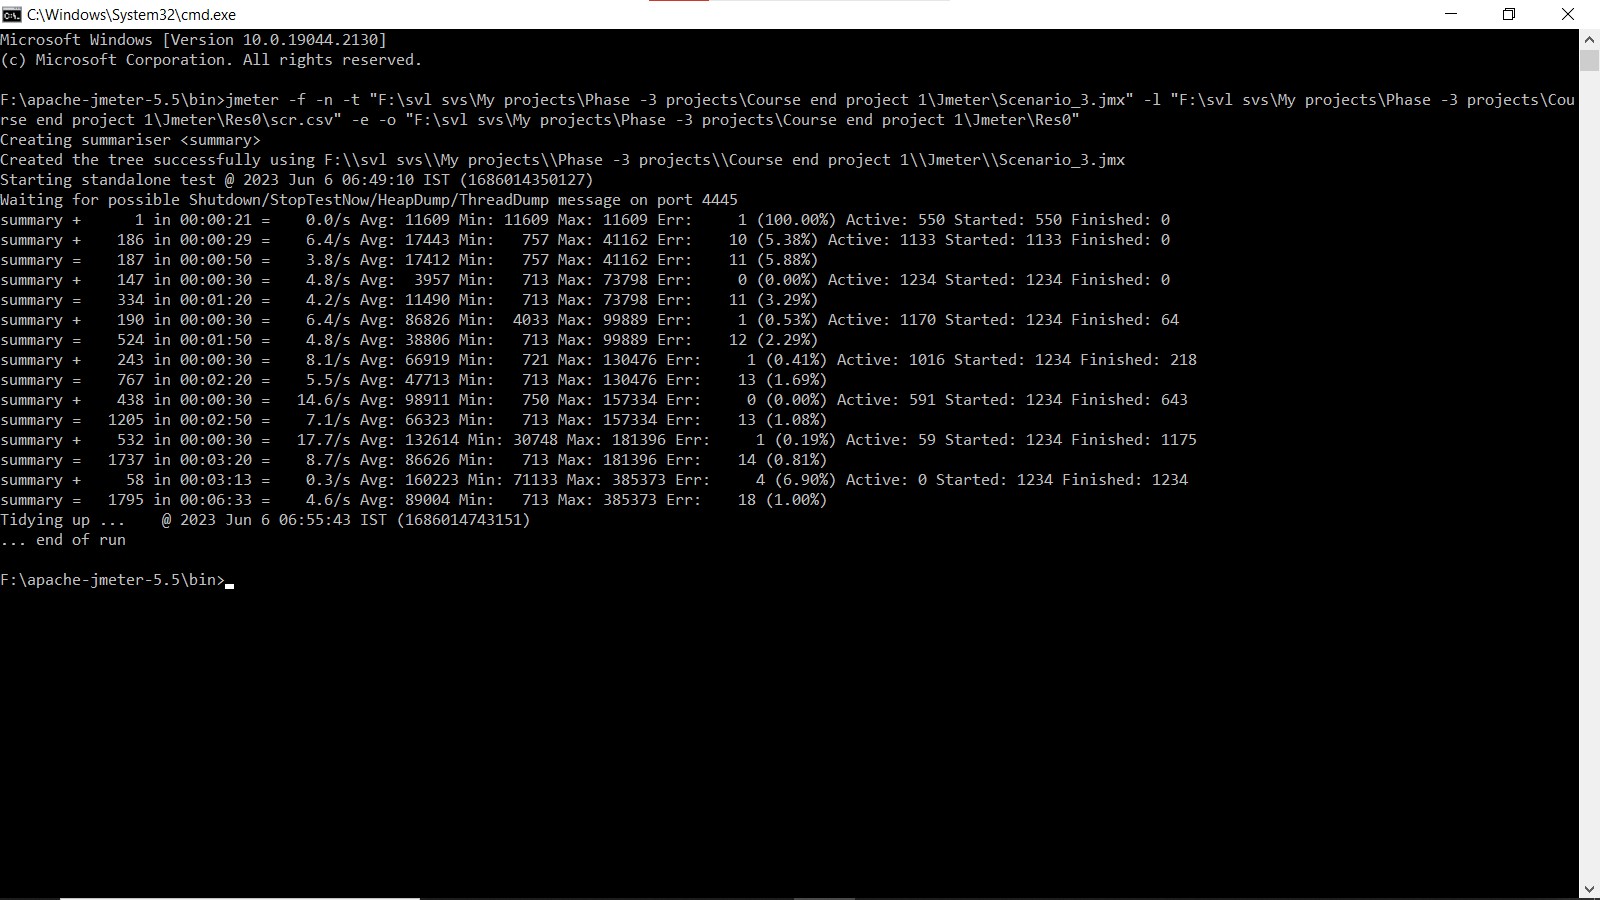 C:\Windows\System32\cmd.exe
Microsoft Windows [Version 10.0.19044.2130]
(c) Microsoft Corporation. All rights reserved.
F:\apache-jmeter-5.5\bin>jmeter -f -n -t "F:\svl svs\My projects\Phase -3 projects\Course end project 1\Jmeter\Scenario_3.jmx" -l "F:\svl svs\My projects\Phase -3 projects\Cou
rse end project 1\Jmeter\Res0\scr.csv" -e -o "F:\svl svs\My projects\Phase -3 projects\Course end project 1\Jmeter\Res0"
Creating summariser <summary>
Created the tree successfully using F:\\svl svs\\My projects\\Phase -3 projects\\Course end project 1\\Jmeter\\Scenario_3.jmx
Starting standalone test @ 2023 Jun 6 06:49:10 IST (1686014350127)
Waiting for possible Shutdown/StopTestNow/HeapDump/ThreadDump message on port 4445
summary +      1 in 00:00:21 =    0.0/s Avg: 11609 Min: 11609 Max: 11609 Err:     1 (100.00%) Active: 550 Started: 550 Finished: 0
summary +    186 in 00:00:29 =    6.4/s Avg: 17443 Min:   757 Max: 41162 Err:    10 (5.38%) Active: 1133 Started: 1133 Finished: 0
summary =    187 in 00:00:50 =    3.8/s Avg: 17412 Min:   757 Max: 41162 Err:    11 (5.88%)
summary +    147 in 00:00:30 =    4.8/s Avg:  3957 Min:   713 Max: 73798 Err:     0 (0.00%) Active: 1234 Started: 1234 Finished: 0
summary =    334 in 00:01:20 =    4.2/s Avg: 11490 Min:   713 Max: 73798 Err:    11 (3.29%)
summary +    190 in 00:00:30 =    6.4/s Avg: 86826 Min:  4033 Max: 99889 Err:     1 (0.53%) Active: 1170 Started: 1234 Finished: 64
summary =    524 in 00:01:50 =    4.8/s Avg: 38806 Min:   713 Max: 99889 Err:    12 (2.29%)
summary +    243 in 00:00:30 =    8.1/s Avg: 66919 Min:   721 Max: 130476 Err:     1 (0.41%) Active: 1016 Started: 1234 Finished: 218
summary =    767 in 00:02:20 =    5.5/s Avg: 47713 Min:   713 Max: 130476 Err:    13 (1.69%)
summary +    438 in 00:00:30 =   14.6/s Avg: 98911 Min:   750 Max: 157334 Err:     0 (0.00%) Active: 591 Started: 1234 Finished: 643
summary =   1205 in 00:02:50 =    7.1/s Avg: 66323 Min:   713 Max: 157334 Err:    13 (1.08%)
summary +    532 in 00:00:30 =   17.7/s Avg: 132614 Min: 30748 Max: 181396 Err:     1 (0.19%) Active: 59 Started: 1234 Finished: 1175
summary =   1737 in 00:03:20 =    8.7/s Avg: 86626 Min:   713 Max: 181396 Err:    14 (0.81%)
summary +     58 in 00:03:13 =    0.3/s Avg: 160223 Min: 71133 Max: 385373 Err:     4 (6.90%) Active: 0 Started: 1234 Finished: 1234
summary =   1795 in 00:06:33 =    4.6/s Avg: 89004 Min:   713 Max: 385373 Err:    18 (1.00%)
Tidying up ...    @ 2023 Jun 6 06:55:43 IST (1686014743151)
... end of run
F:\apache-jmeter-5.5\bin>